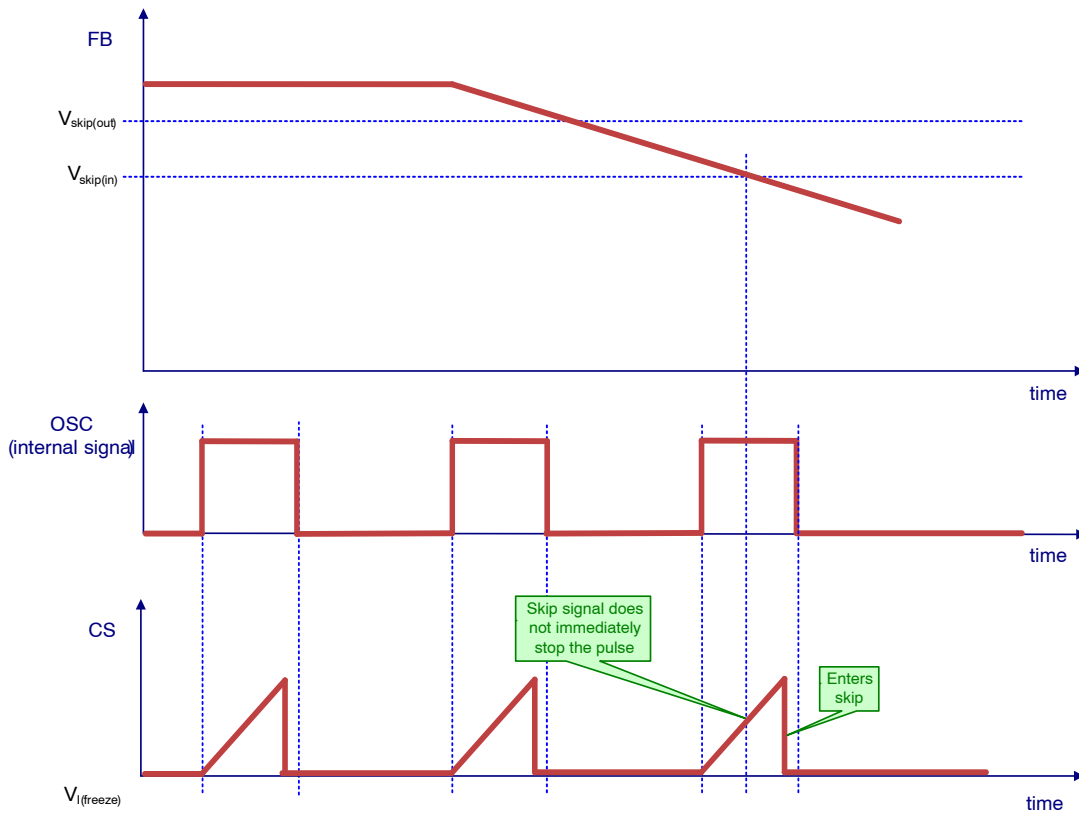 FB
Vskip(out)
Vskip(in)
time
OSC
(internal signal)
time
CS
Skip signal does
not immediately
stop the pulse
Enters
skip
VI(freeze)
time